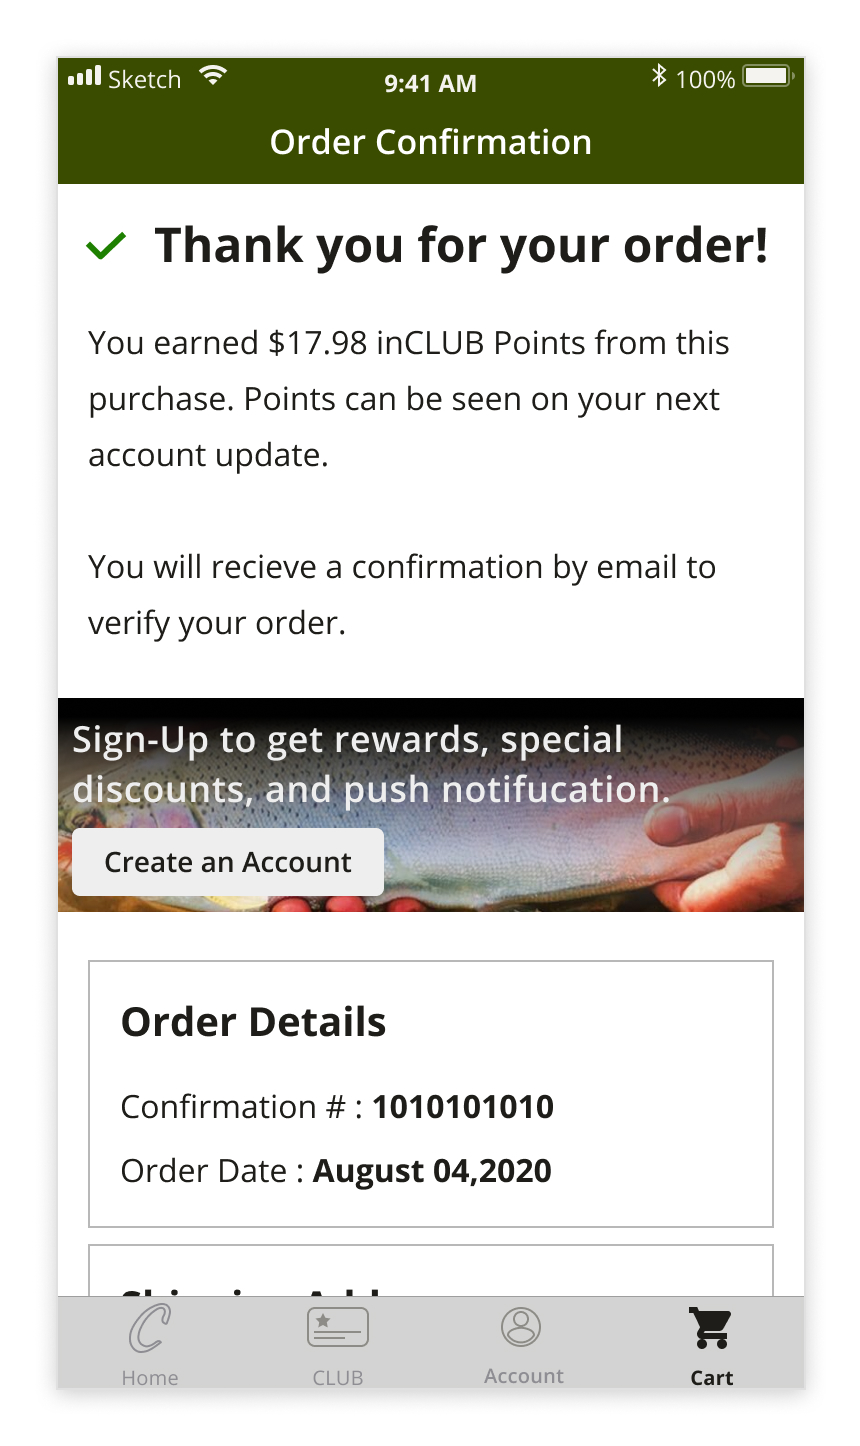 Sketch 9:41 AM 100%
Order Confirmation
Thank you for your order!
You earned $17.98 inCLUB Points from this
purchase. Points can be seen on your next
account update.
You will recieve a confirmation by email to
verify your order.
Sign-Up to get rewards, special
discounts, and push notifucation.
Create an Account
Order Details
Confirmation # : 1010101010
Order Date : August 04,2020
Home CLUB Account Cart